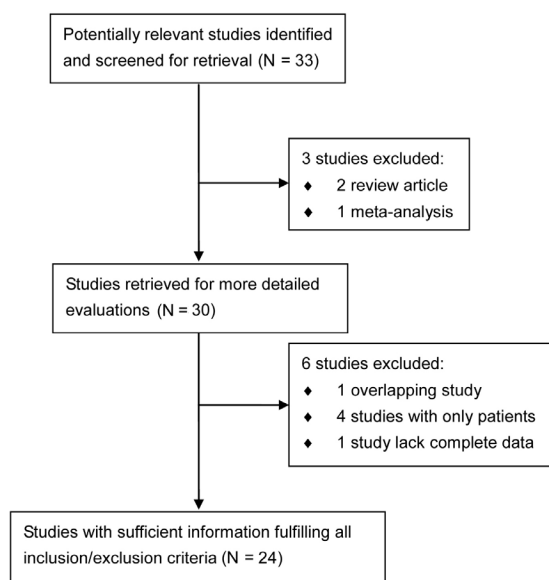 Potentially relevant studies identified
and screened for retrieval (N = 33)
3 studies excluded:
♦ 2 review article
♦ 1 meta-analysis
Studies retrieved for more detailed
evaluations (N = 30)
6 studies excluded:
♦ 1 overlapping study
♦ 4 studies with only patients
♦ 1 study lack complete data
Studies with sufficient information fulfilling all
inclusion/exclusion criteria (N = 24)